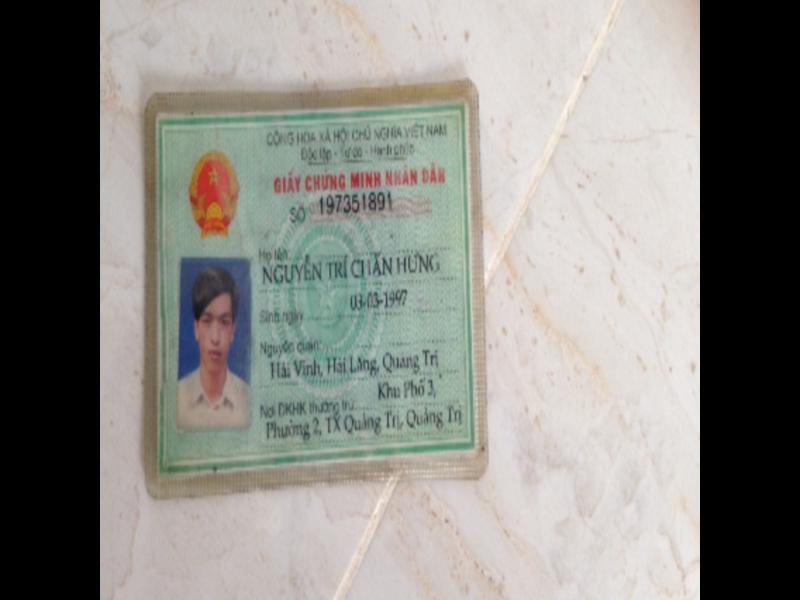 CỘNG HÒA XÃ HỘI CHỦ NGHĨA VIỆT NAM
Độc lập - Tự do - Hạnh phúc
GIẤY CHỨNG MINH NHÂN DÂN
SỐ 197351891
Họ tên: NGUYỄN TRÍ CHẤN HƯNG
Sinh ngày 03-03-1997
Nguyên quán: Hải Vĩnh, Hải Lăng, Quảng Trị
Nơi ĐKHK thường trú: Khu Phố 3,
Phường 2, TX Quảng Trị, Quảng Trị